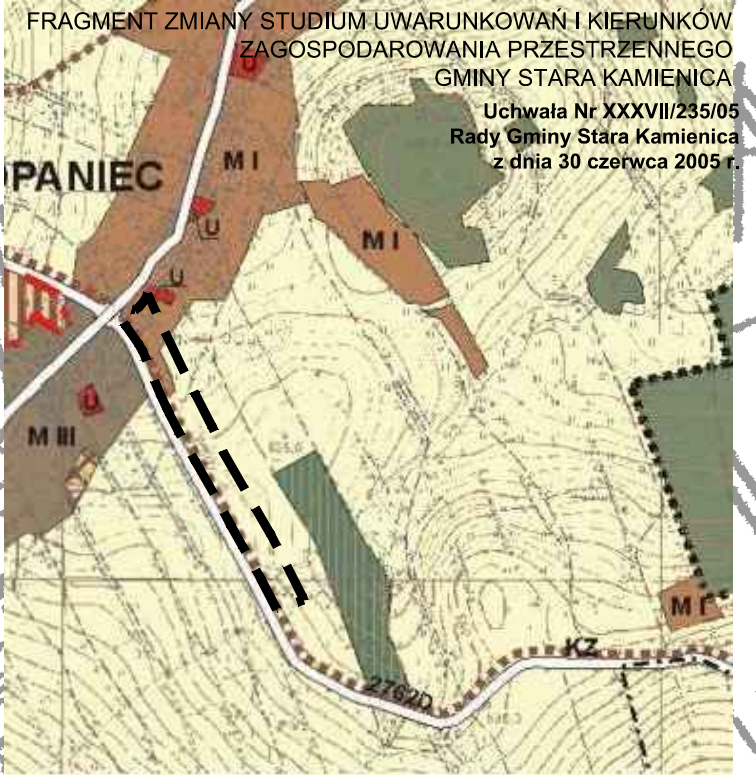 FRAGMENT ZMIANY STUDIUM UWARUNKOWAŃ I KIERUNKÓW
ZAGOSPODAROWANIA PRZESTRZENNEGO
GMINY STARA KAMIENICA
Uchwała Nr XXXVII/235/05
Rady Gminy Stara Kamienica
z dnia 30 czerwca 2005 r.
U
M I
PANIEC
U
M I
U
U
M III
M I
KZ
2762D